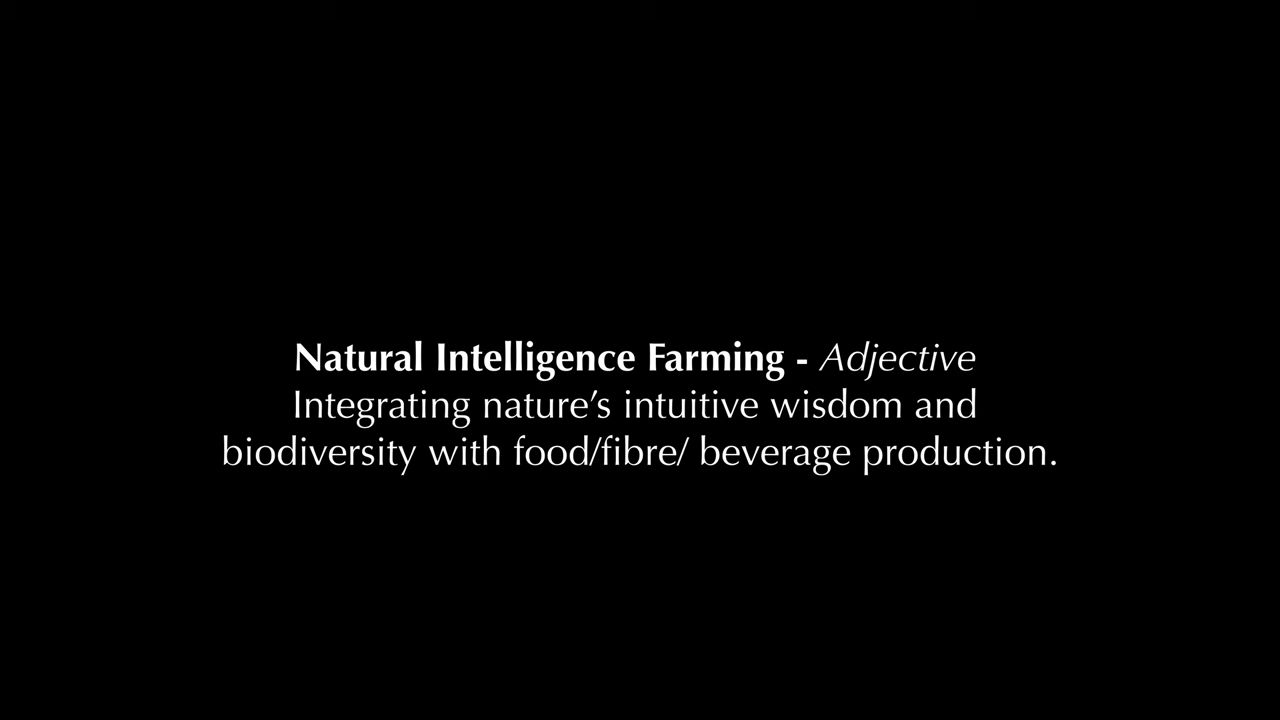 Natural Intelligence Farming - Adjective
Integrating nature’s intuitive wisdom and
biodiversity with food/fibre/ beverage production.